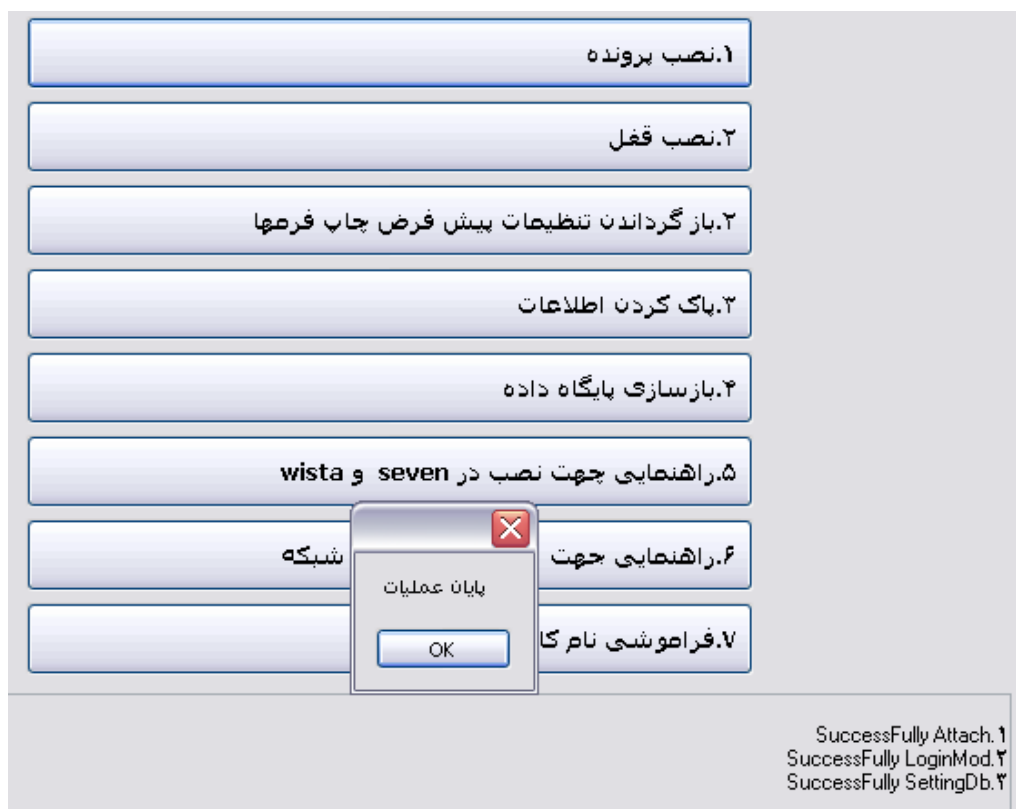 ۱.نصب پرونده
۲.نصب قفل
۲.باز گرداندن تنظیمات پیش فرض چاپ فرمها
۳.پاک کردن اطلاعات
۴.بازسازی پایگاه داده
۵.راهنمایی جهت نصب در seven و wista
۶.راهنمایی جهت شبکه
۷.فراموشی نام
پایان عملیات
OK
SuccessFully Attach.۱
SuccessFully LoginMod.۲
SuccessFully SettingDb.۳